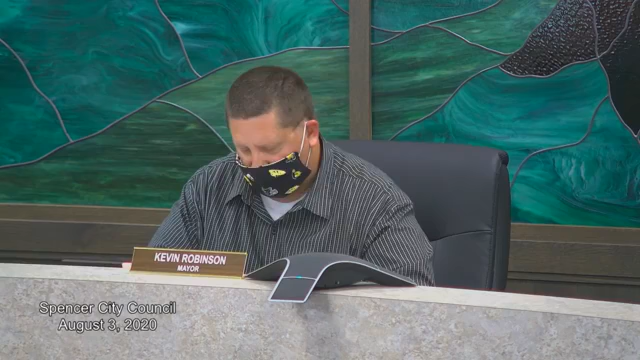 KEVIN ROBINSON
MAYOR
Spencer City Council
August 3, 2020